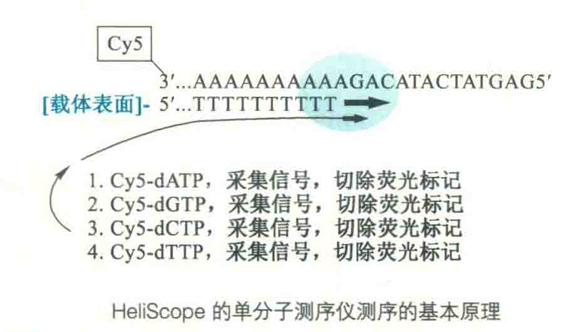 Cy5
3′...AAAAAAAAAAAGACATACTATGAG5′
[载体表面]- 5′...TTTTTTTTTTT
1. Cy5-dATP，采集信号，切除荧光标记
2. Cy5-dGTP，采集信号，切除荧光标记
3. Cy5-dCTP，采集信号，切除荧光标记
4. Cy5-dTTP，采集信号，切除荧光标记
HeliScope 的单分子测序仪测序的基本原理